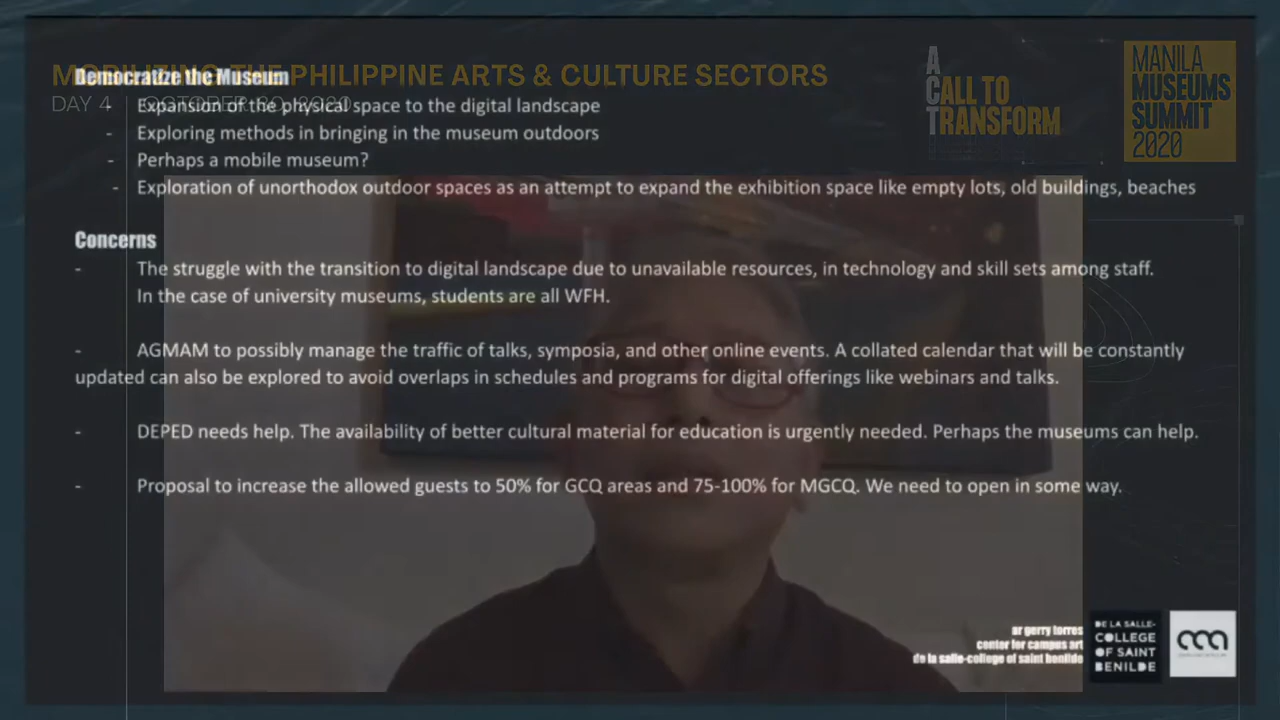 MOBILIZING THE PHILIPPINE ARTS & CULTURE SECTORS
DAY 4 OCTOBER 30, 2020
A CALL TO TRANSFORM
MANILA
MUSEUMS
SUMMIT
2020
Democratize the Museum
- Expansion of the physical space to the digital landscape
- Exploring methods in bringing in the museum outdoors
- Perhaps a mobile museum?
- Exploration of unorthodox outdoor spaces as an attempt to expand the exhibition space like empty lots, old buildings, beaches
Concerns
- The struggle with the transition to digital landscape due to unavailable resources, in technology and skill sets among staff.
In the case of university museums, students are all WFH.
- AGMAM to possibly manage the traffic of talks, symposia, and other online events. A collated calendar that will be constantly
updated can also be explored to avoid overlaps in schedules and programs for digital offerings like webinars and talks.
- DEPED needs help. The availability of better cultural material for education is urgently needed. Perhaps the museums can help.
- Proposal to increase the allowed guests to 50% for GCQ areas and 75-100% for MGCQ. We need to open in some way.
ar gerry torres
center for campus art
de la salle-college of saint benilde
DE LA SALLE-
COLLEGE
OF SAINT
BENILDE
cca